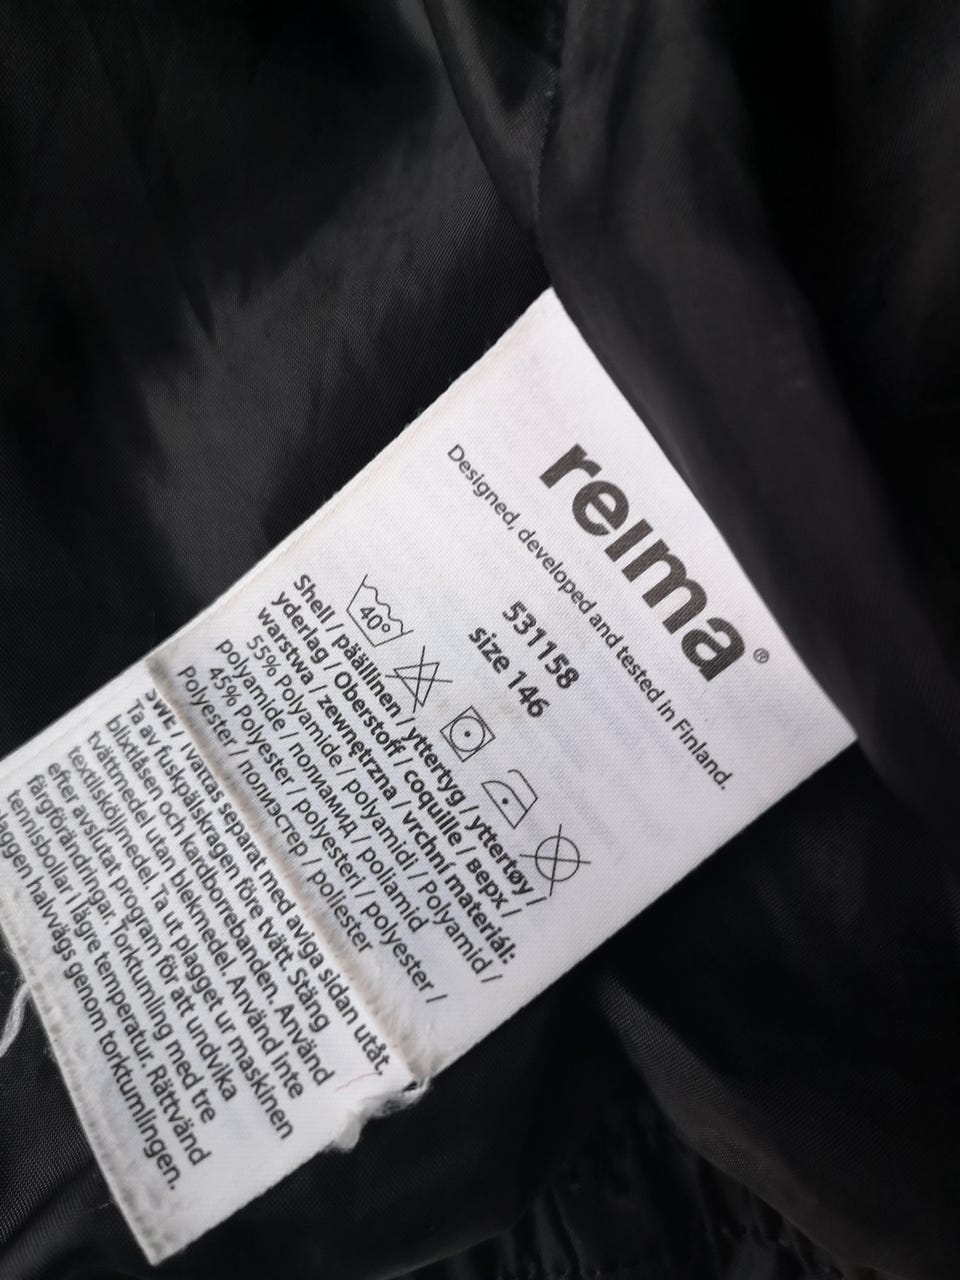 reima®
Designed, developed and tested in Finland.
531158
size 146
40°
Shell / päällinen / yttertyg / yttertøy /
yderlag / Oberstoff / coquille / верх /
warstwa / zewnętrzna / vrchní materiál:
55% Polyamide / polyamidi / Polyamid /
polyamide / полиамид / poliamid
45% Polyester / polyesteri / polyester /
Polyester / полиэстер / poliester
SWE / Tvättas separat med aviga sidan utåt.
Ta av fuskpälskragen före tvätt. Stäng
blixtlåsen och kardborrebanden. Använd
tvättmedel utan blekmedel. Använd inte
textilsköljmedel. Ta ut plagget ur maskinen
efter avslutat program för att undvika
färgförändringar. Torktumling med tre
tennisbollar i lägre temperatur. Rättvänd
halvvägs genom torktumlingen.